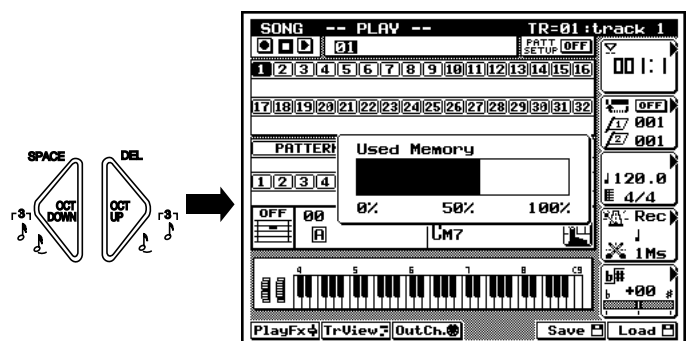 SPACE
DEL
OCT DOWN
OCT UP
3
3
SONG -- PLAY -- TR=01:track 1
01
PATT SETUP OFF
1 2 3 4 5 6 7 8 9 10 11 12 13 14 15 16
001:1
17 18 19 20 21 22 23 24 25 26 27 28 29 30 31 32
OFF
1 001
2 001
PATTERN
Used Memory
1 2 3 4
0% 50% 100%
♩120.0
4/4
OFF 00
A
CM7
Rec
♩
1Ms
4 5 6 7 8 C9
b#
b +00 #
PlayFx TrView OutCh. Save Load